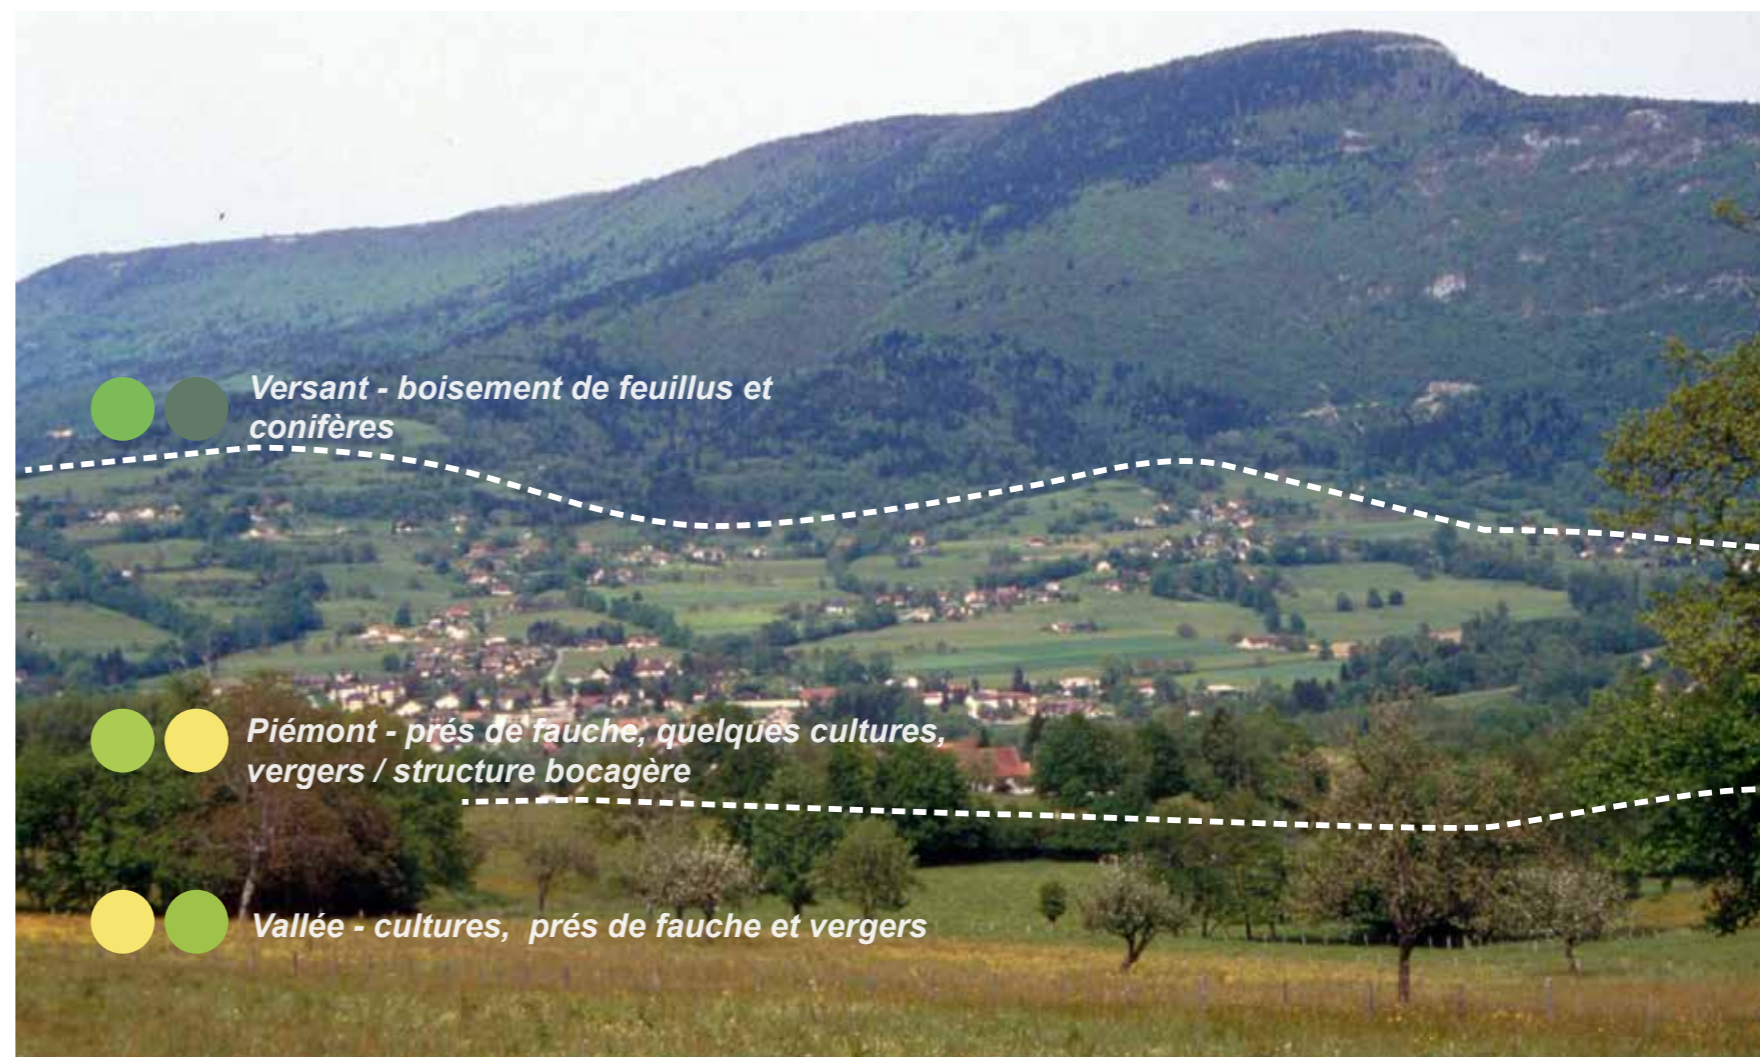 Versant - boisement de feuillus et
conifères
Piémont - prés de fauche, quelques cultures,
vergers / structure bocagère
Vallée - cultures, prés de fauche et vergers